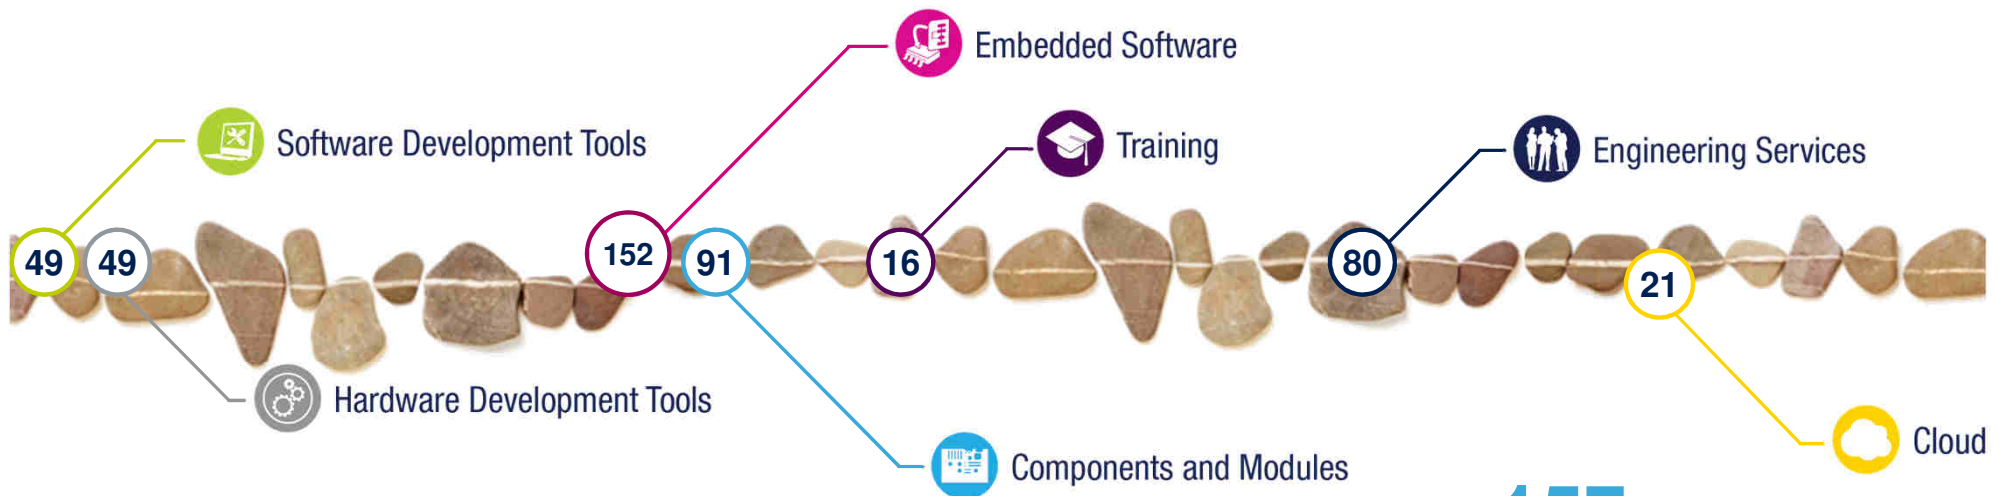 Embedded Software
Software Development Tools
Training
Engineering Services
49
49
152
91
16
80
21
Hardware Development Tools
Cloud
Components and Modules